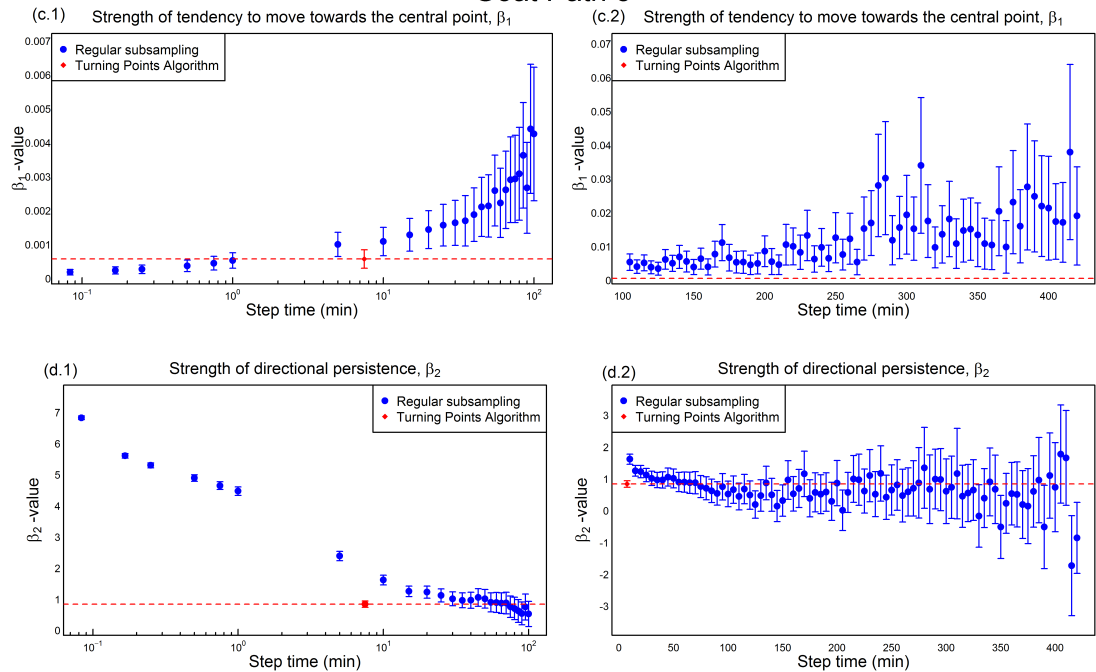 (c.1) Strength of tendency to move towards the central point, β₁
0.007
0.006
0.005
0.004
0.003
0.002
0.001
0
β₁ -value
Regular subsampling
Turning Points Algorithm
10⁻¹ 10⁰ 10¹ 10²
Step time (min)
(c.2) Strength of tendency to move towards the central point, β₁
0.07
0.06
0.05
0.04
0.03
0.02
0.01
0
β₁ -value
Regular subsampling
Turning Points Algorithm
100 150 200 250 300 350 400
Step time (min)
(d.1) Strength of directional persistence, β₂
7
6
5
4
3
2
1
0
β₂ -value
Regular subsampling
Turning Points Algorithm
10⁻¹ 10⁰ 10¹ 10²
Step time (min)
(d.2) Strength of directional persistence, β₂
3
2
1
0
-1
-2
-3
β₂ -value
Regular subsampling
Turning Points Algorithm
0 50 100 150 200 250 300 350 400
Step time (min)